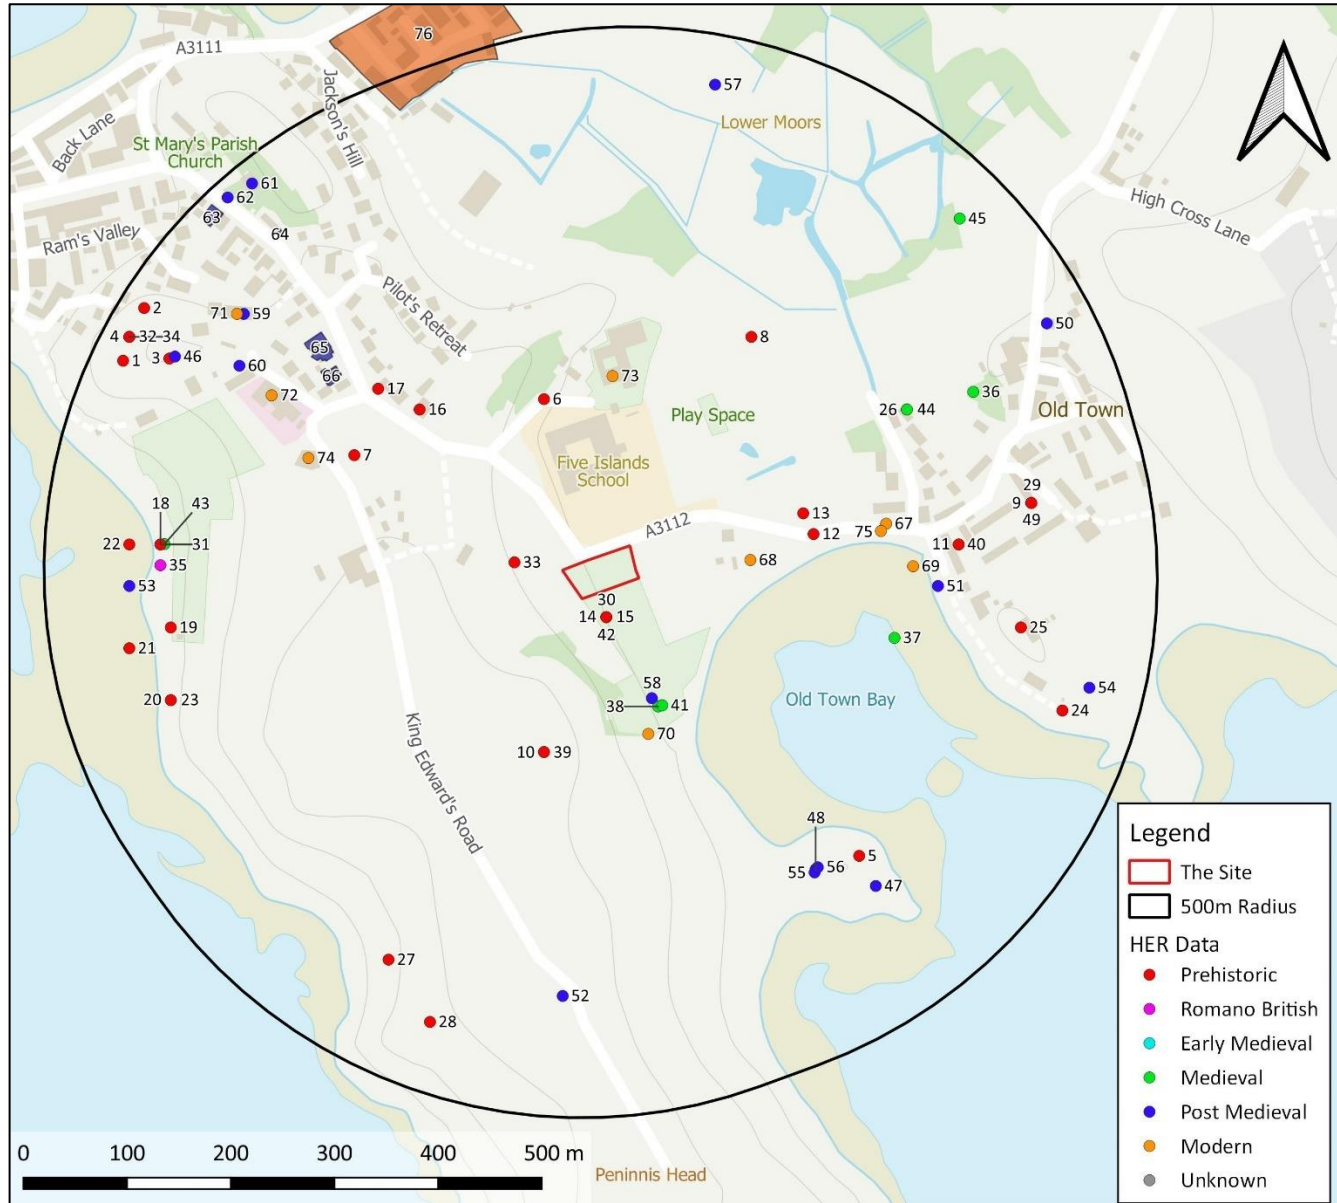 76
A3111
57
Jackson's Hill
Back Lane
Lower Moors
St Mary's Parish
Church
61
62
High Cross Lane
63
45
64
Ram's Valley
Pilot's Retreat
2
71 59
50
4 32 34
8
65
1 3 46
60
66
73
72
17
36
6
16
26 44
Old Town
Play Space
74 7
Five Islands
School
29
18 43
9
13
49
67
A3112
12
75
22 31
11 40
33
68
35
69
53
51
30
14 15
19
25
42
37
21
58
54
20 23
Old Town Bay
38 41
24
King Edward's Road
70
10 39
48
5
56
55
47
27
52
28
Peninnis Head
0 100 200 300 400 500 m
Legend
The Site
500m Radius
HER Data
Prehistoric
Romano British
Early Medieval
Medieval
Post Medieval
Modern
Unknown